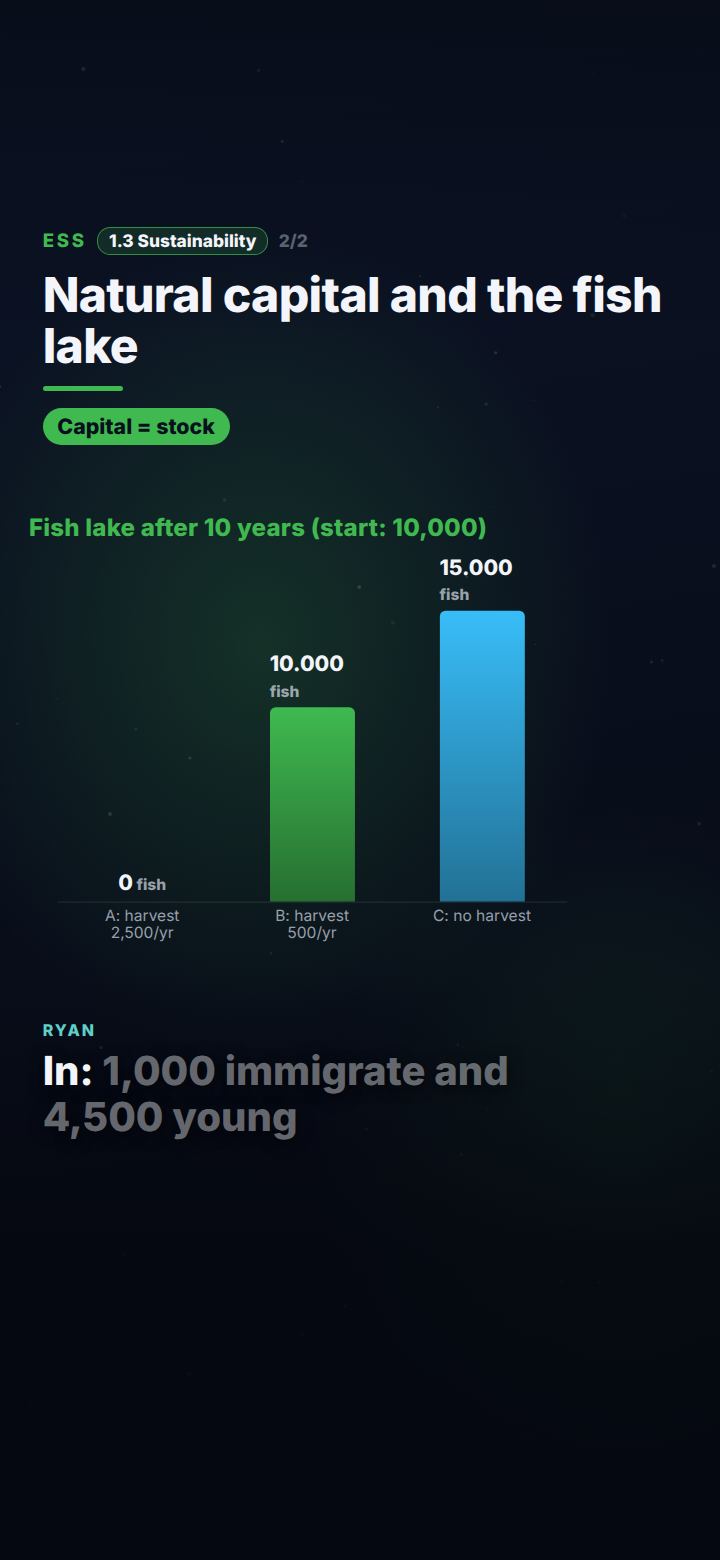 ESS 1.3 Sustainability 2/2
Natural capital and the fish
lake
Capital = stock
Fish lake after 10 years (start: 10,000)
15.000
fish
10.000
fish
0 fish
A: harvest
2,500/yr
B: harvest
500/yr
C: no harvest
RYAN
In: 1,000 immigrate and
4,500 young